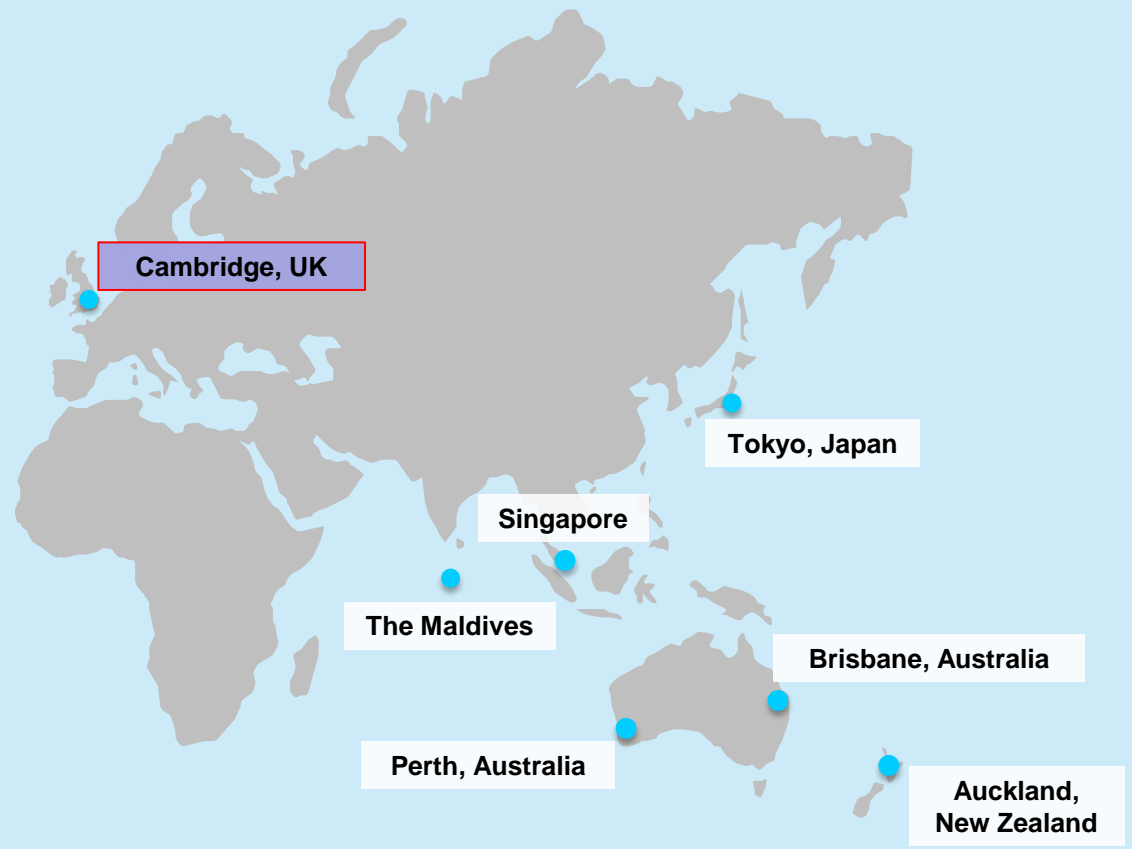 Cambridge, UK
Tokyo, Japan
Singapore
The Maldives
Brisbane, Australia
Perth, Australia
Auckland,
New Zealand